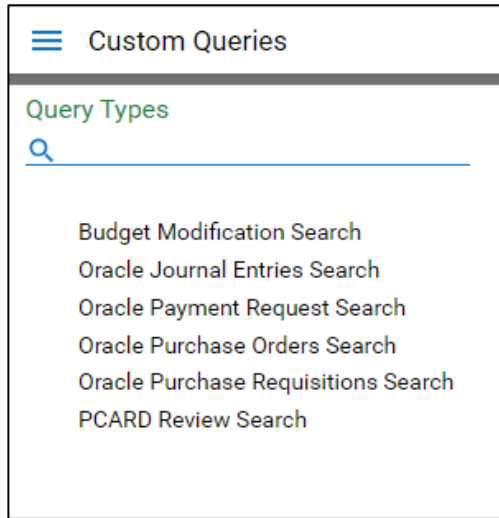 Custom Queries
Query Types
Budget Modification Search
Oracle Journal Entries Search
Oracle Payment Request Search
Oracle Purchase Orders Search
Oracle Purchase Requisitions Search
PCARD Review Search